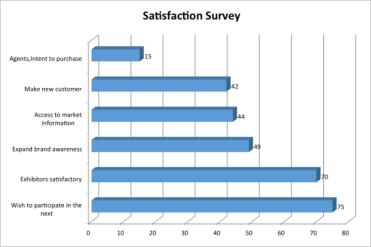 Satisfaction Survey
Agents,Intent to purchase
15
Make new customer
42
Access to market
information
44
Expand brand awareness
49
Exhibitors satisfactory
70
Wish to participate in the
next
75
0 10 20 30 40 50 60 70 80